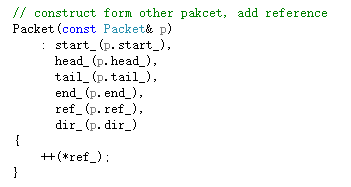 // construct form other pakcet, add reference
Packet(const Packet& p)
: start_(p.start_),
head_(p.head_),
tail_(p.tail_),
end_(p.end_),
ref_(p.ref_),
dir_(p.dir_)
{
++(*ref_);
}